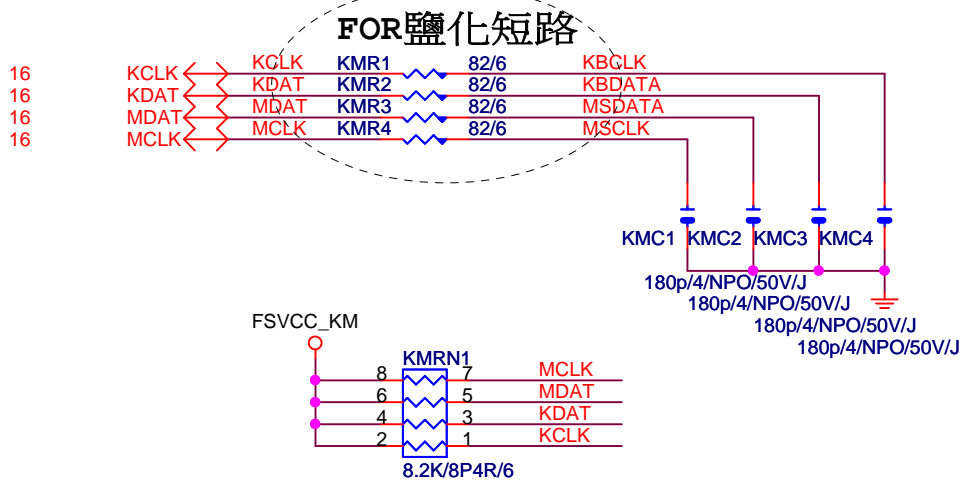 FOR鹽化短路
16 KCLK KCLK KMR1 82/6 KBCLK
16 KDAT KDAT KMR2 82/6 KBDATA
16 MDAT MDAT KMR3 82/6 MSDATA
16 MCLK MCLK KMR4 82/6 MSCLK
KMC1 KMC2 KMC3 KMC4
180p/4/NPO/50V/J
180p/4/NPO/50V/J
180p/4/NPO/50V/J
180p/4/NPO/50V/J
FSVCC_KM
KMRN1
8 7 MCLK
6 5 MDAT
4 3 KDAT
2 1 KCLK
8.2K/8P4R/6